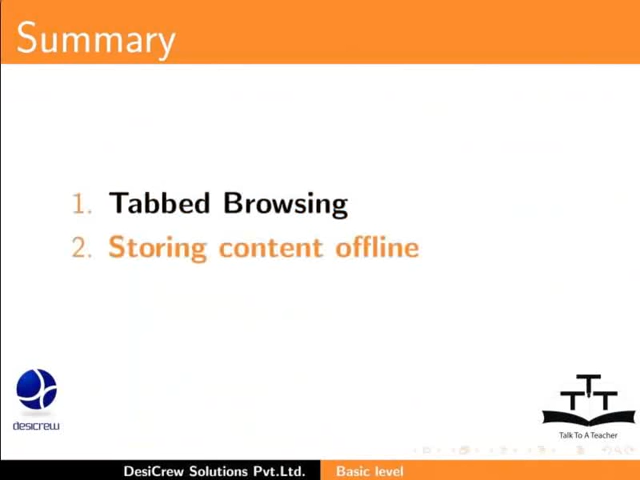 Summary
1. Tabbed Browsing
2. Storing content offline
desicrew
T T T
Talk To A Teacher
DesiCrew Solutions Pvt.Ltd. Basic level